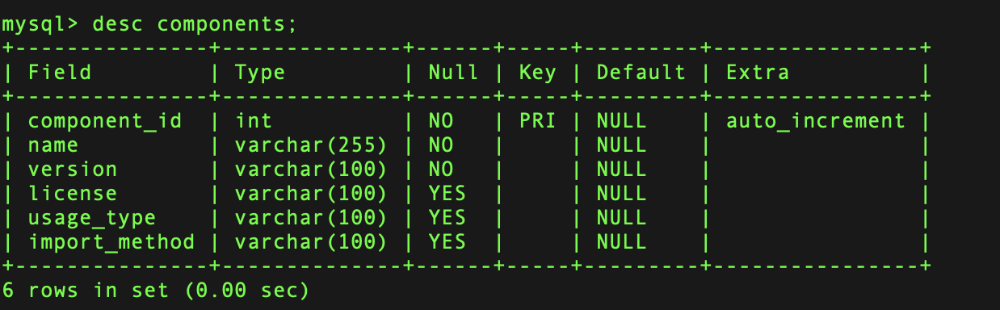 mysql> desc components;
+---------------+--------------+------+-----+---------+----------------+
| Field         | Type         | Null | Key | Default | Extra          |
+---------------+--------------+------+-----+---------+----------------+
| component_id  | int          | NO   | PRI | NULL    | auto_increment |
| name          | varchar(255) | NO   |     | NULL    |                |
| version       | varchar(100) | NO   |     | NULL    |                |
| license       | varchar(100) | YES  |     | NULL    |                |
| usage_type    | varchar(100) | YES  |     | NULL    |                |
| import_method | varchar(100) | YES  |     | NULL    |                |
+---------------+--------------+------+-----+---------+----------------+
6 rows in set (0.00 sec)